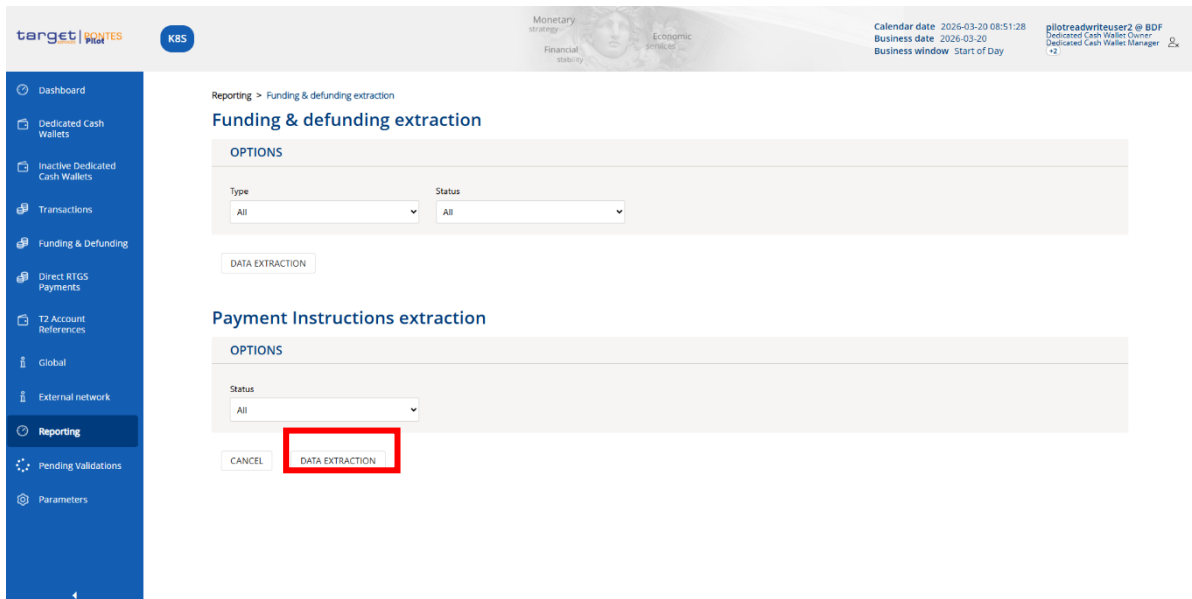 target | PONTES
Pilot
K8S
Monetary
strategy
Economic
services
Financial
stability
Calendar date 2026-03-20 08:51:28
Business date 2026-03-20
Business window Start of Day
pilotreadwriteuser2 @ BDF
Dedicated Cash Wallet Owner
Dedicated Cash Wallet Manager
+2
Dashboard
Dedicated Cash
Wallets
Inactive Dedicated
Cash Wallets
Transactions
Funding & Defunding
Direct RTGS
Payments
T2 Account
References
Global
External network
Reporting
Pending Validations
Parameters
Reporting > Funding & defunding extraction
Funding & defunding extraction
OPTIONS
Type Status
All All
DATA EXTRACTION
Payment Instructions extraction
OPTIONS
Status
All
CANCEL DATA EXTRACTION